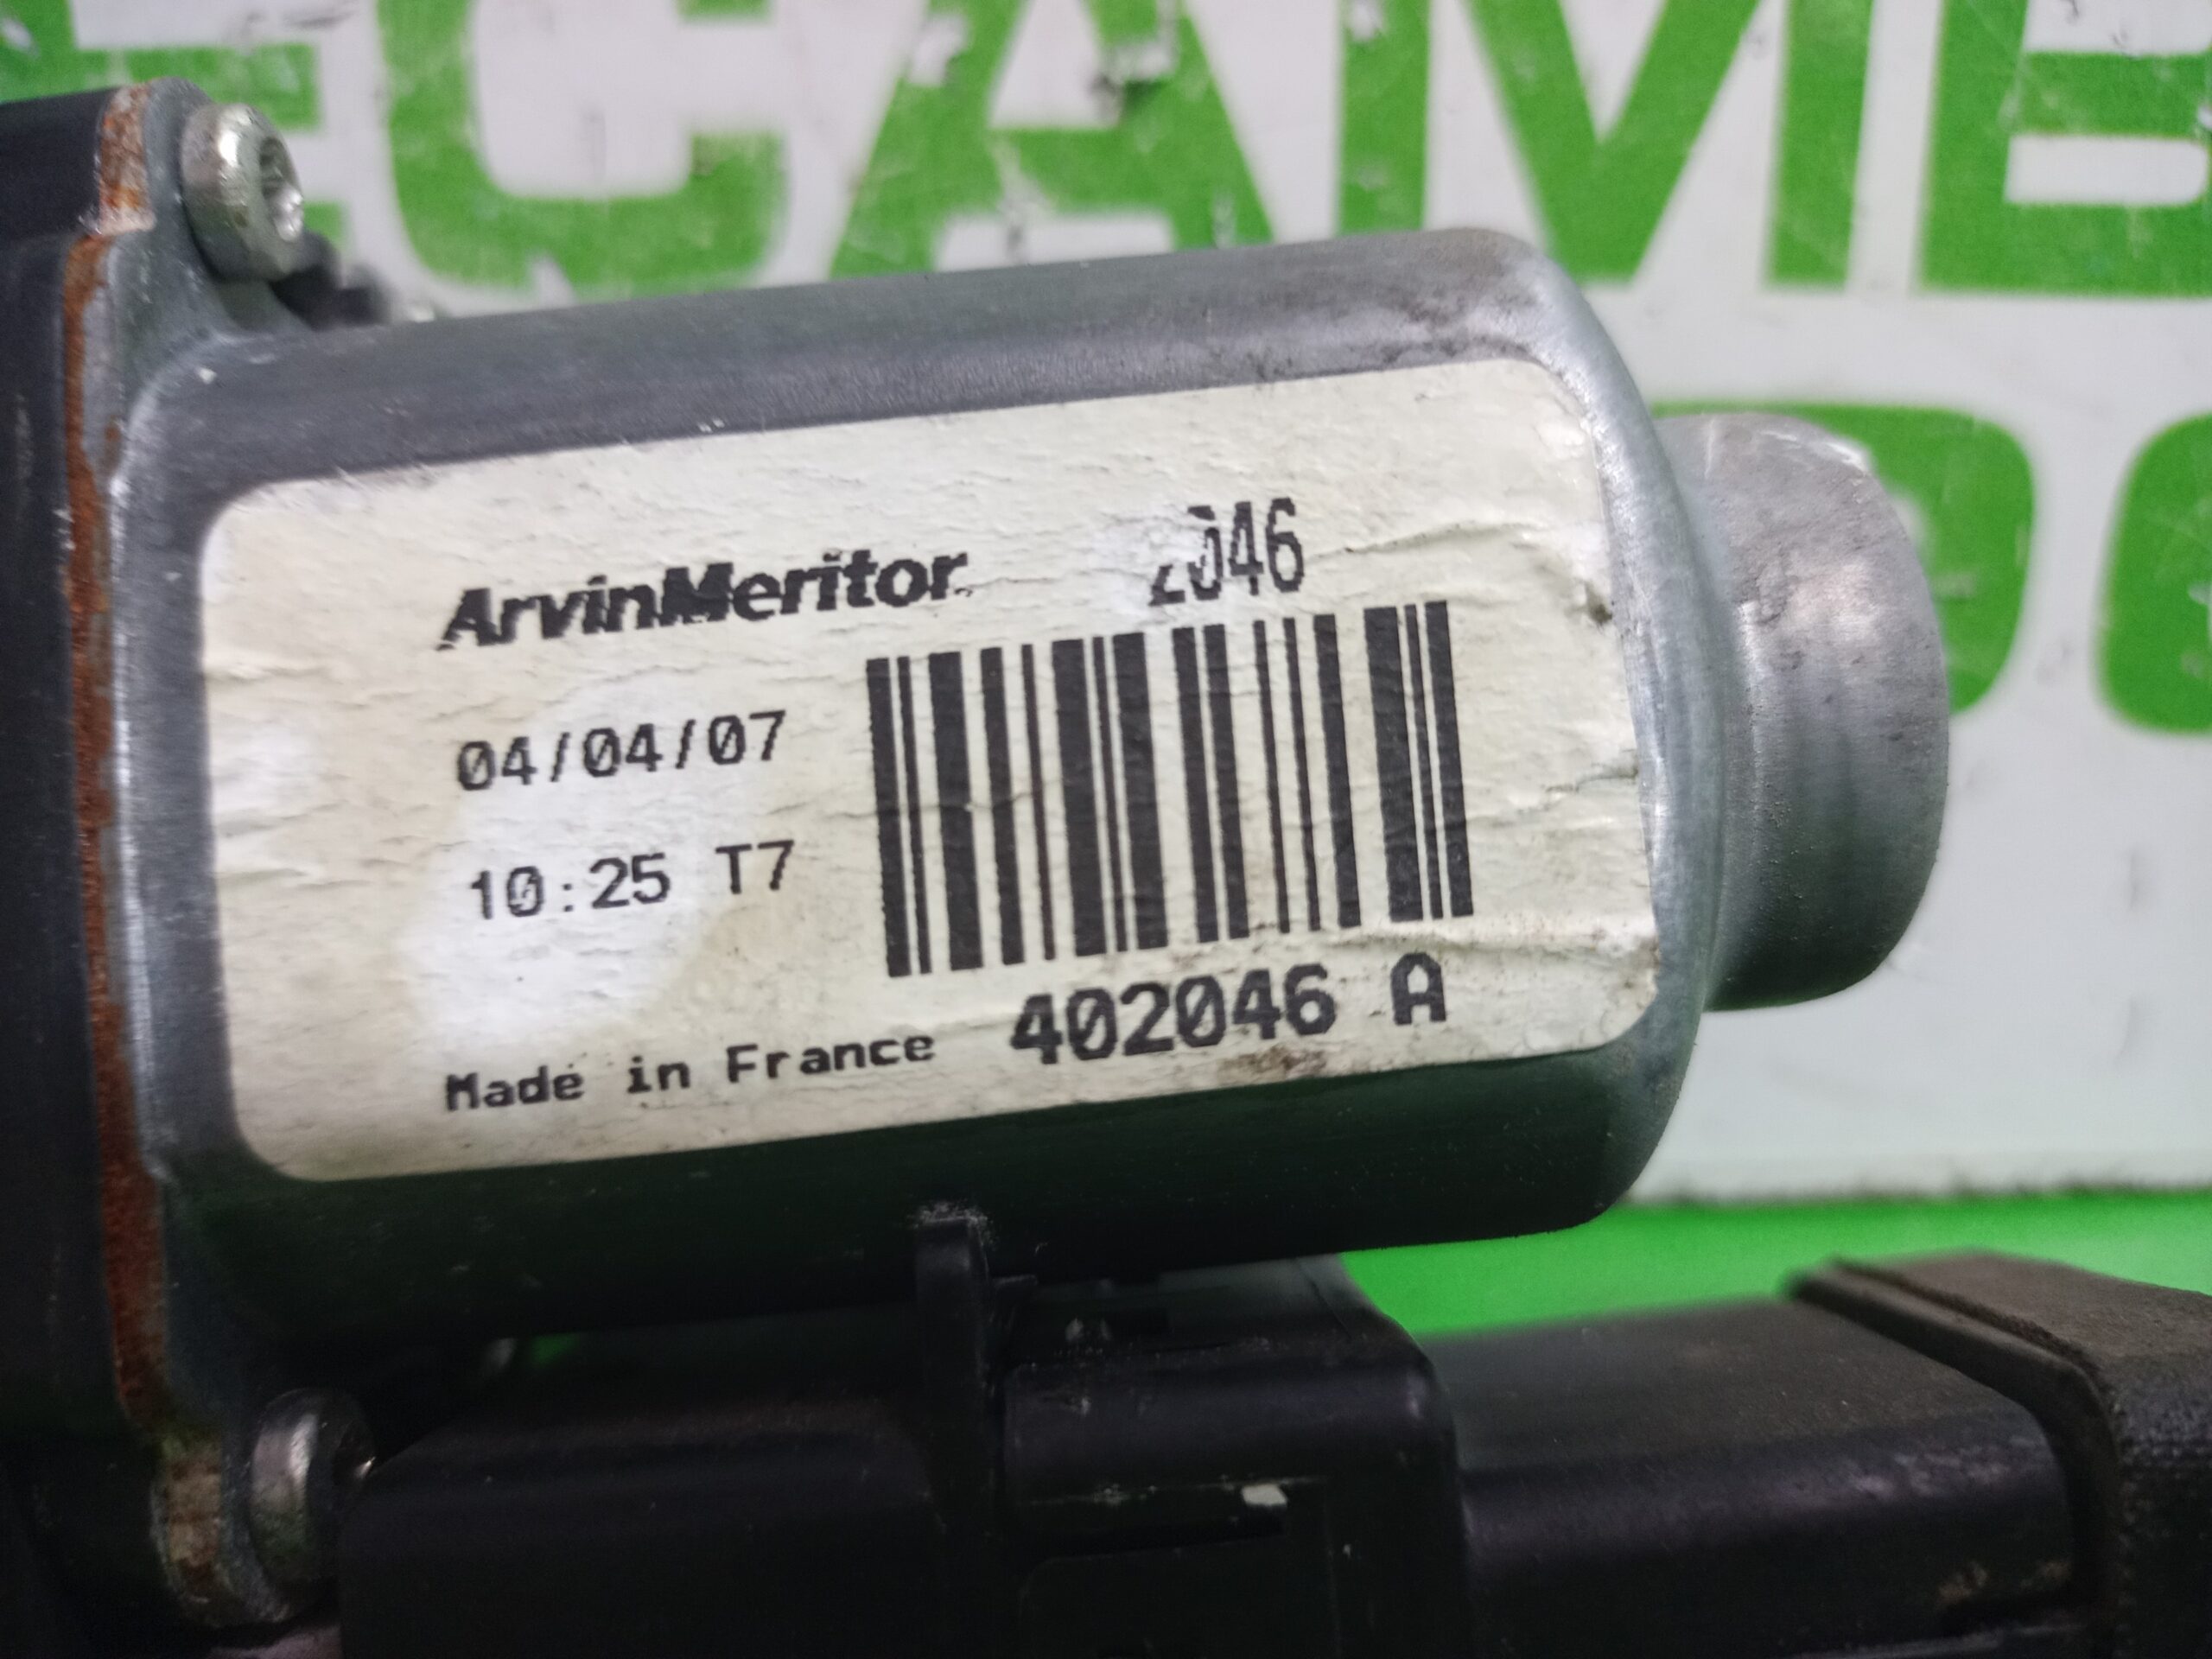 ArvinMeritor 2046
04/04/07
10:25 T7
402046 A
Made in France